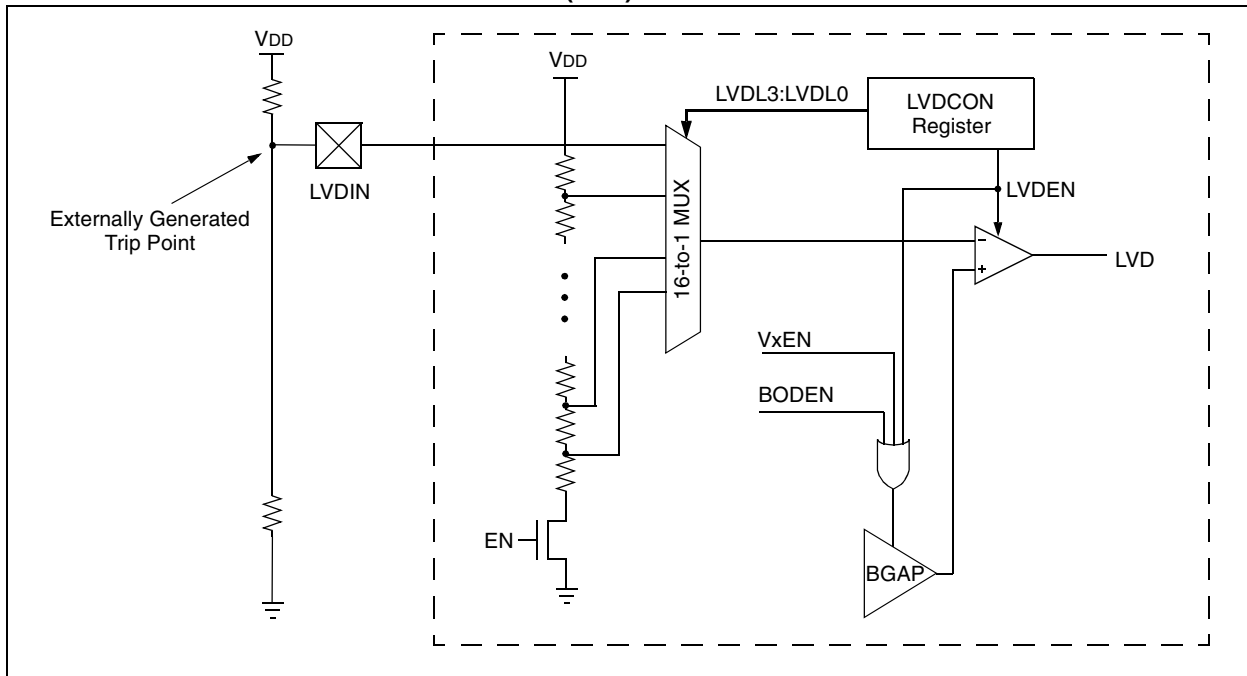 VDD
VDD
LVDL3:LVDL0
LVDCON
Register
LVDIN
Externally Generated
Trip Point
16-to-1 MUX
LVDEN
–
+
LVD
VxEN
BODEN
EN
BGAP